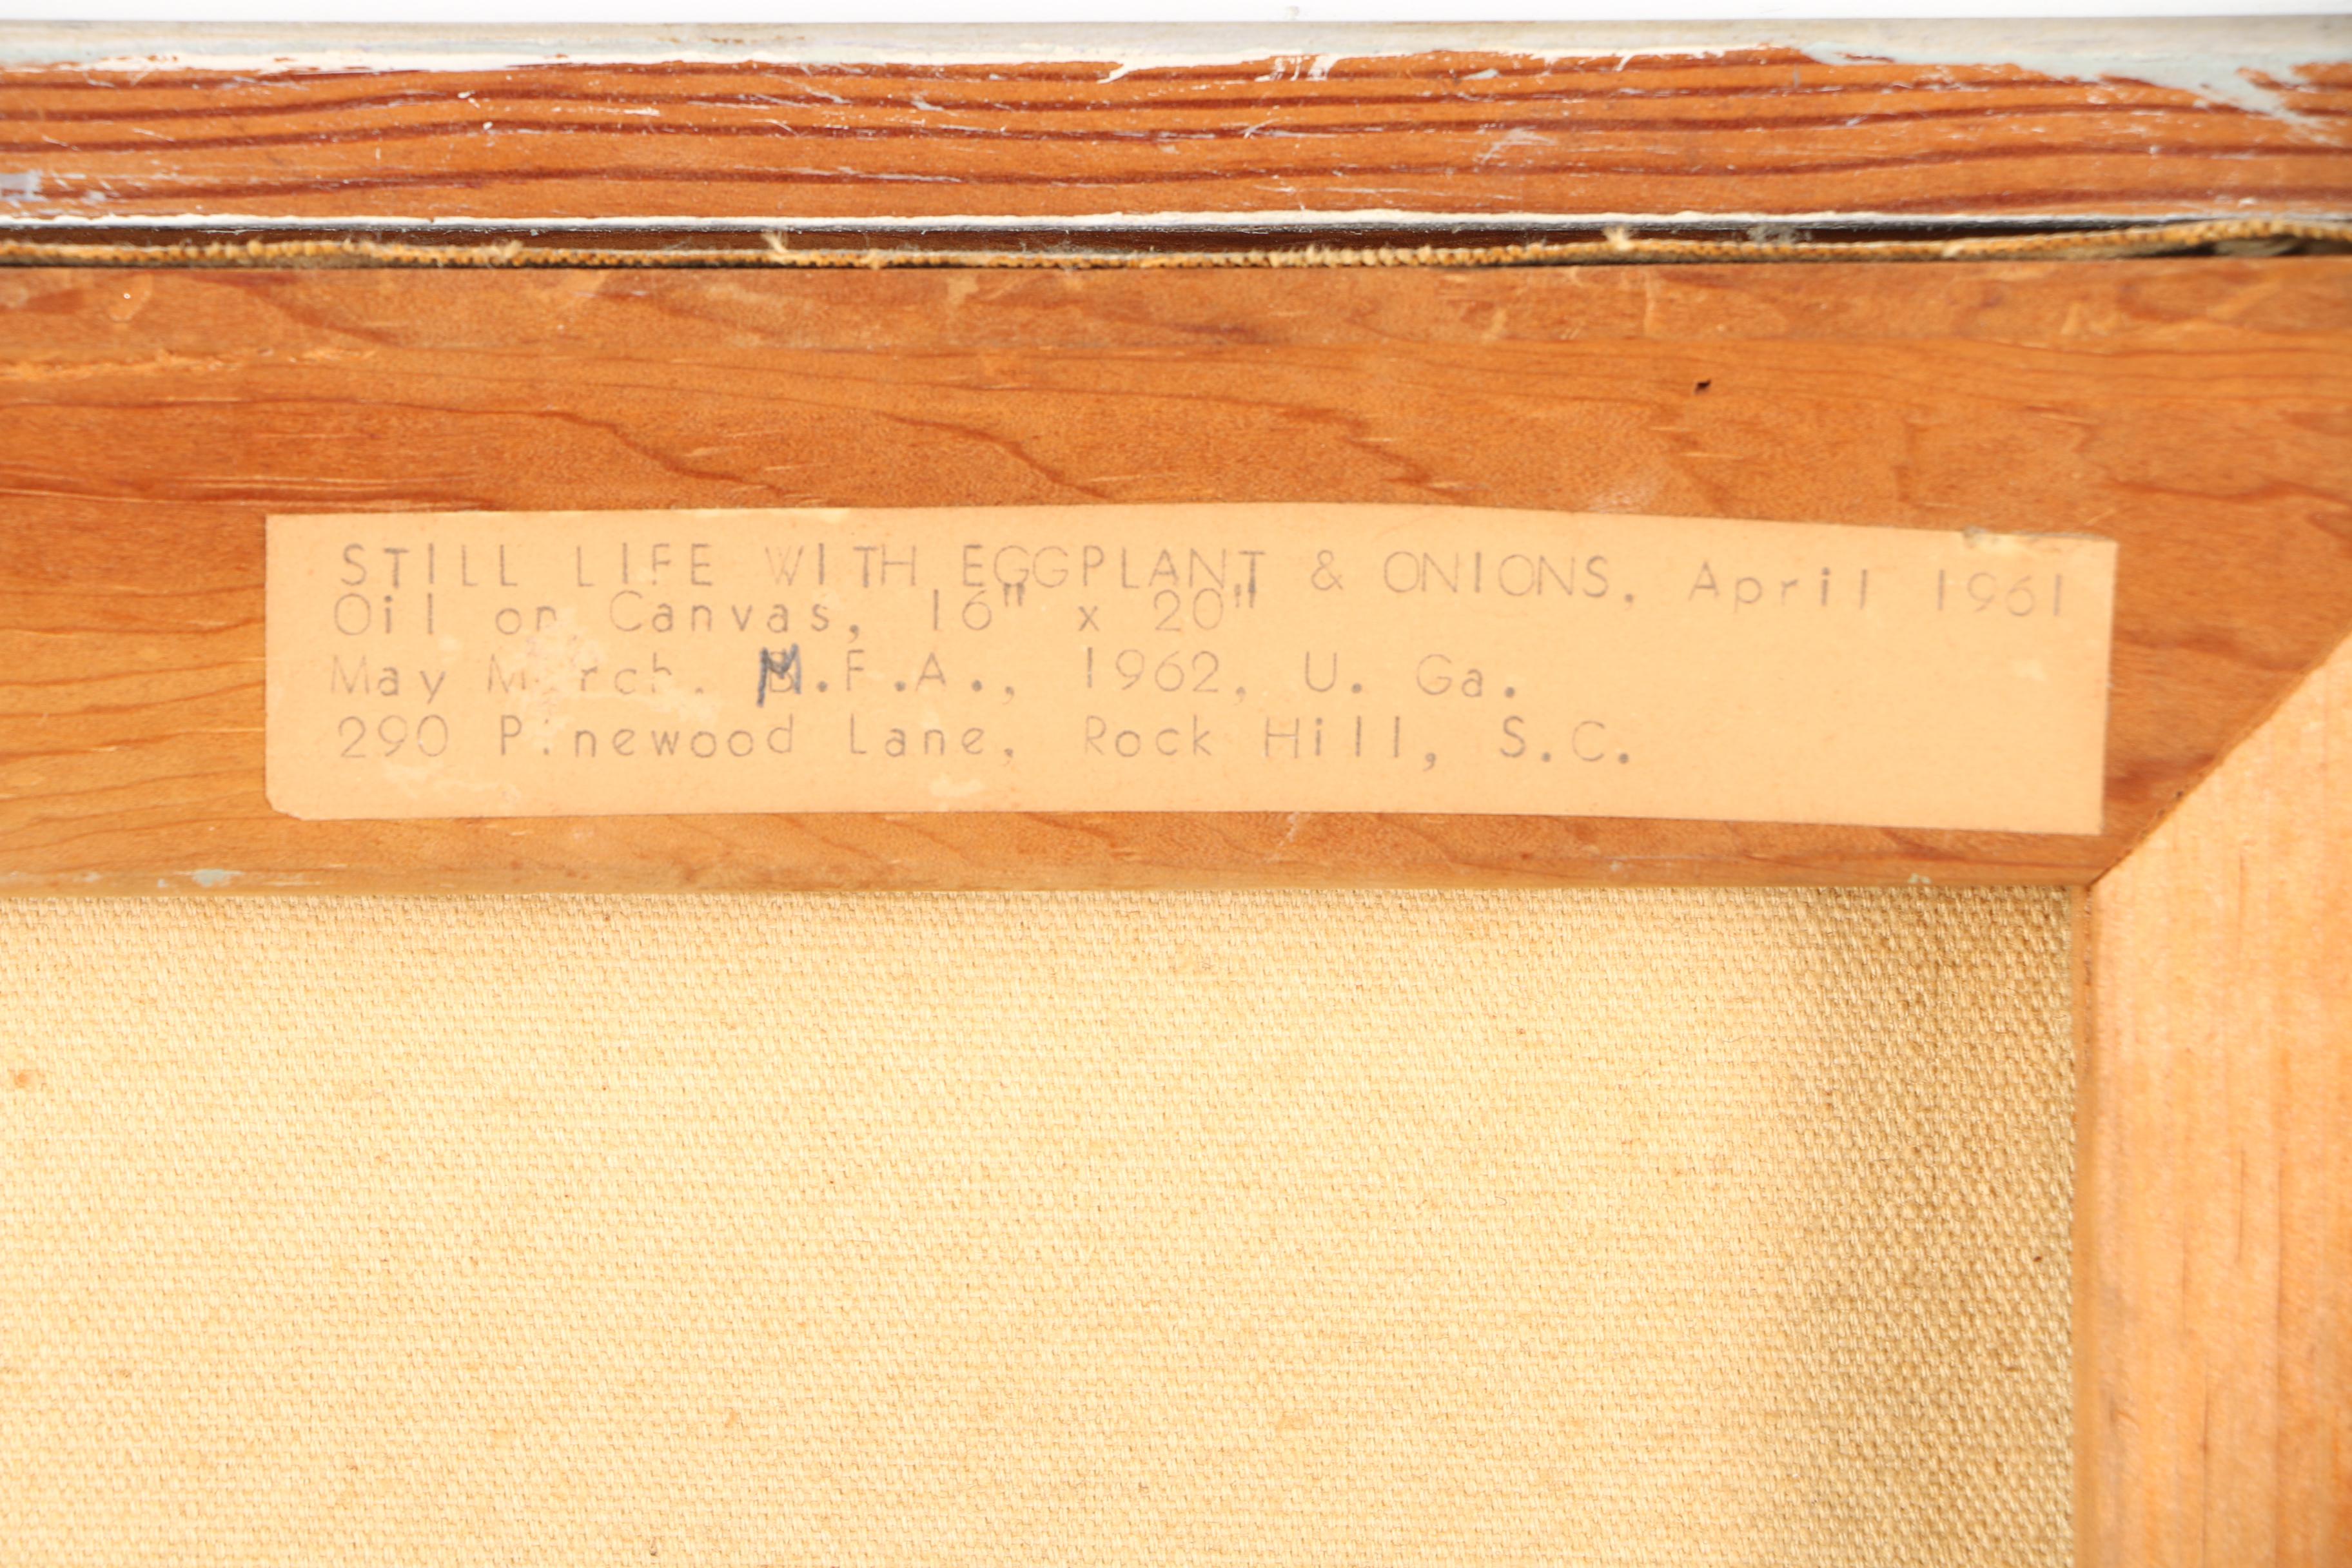 STILL LIFE WITH EGGPLANT & ONIONS, April 1961
Oil on Canvas, 16" x 20"
May March. M.F.A., 1962, U. Ga.
290 Pinewood Lane, Rock Hill, S.C.